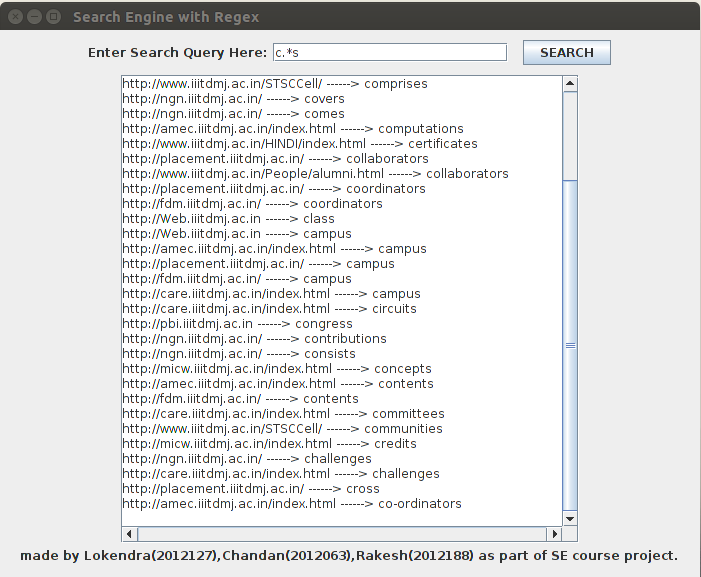 Search Engine with Regex
Enter Search Query Here: c.*s SEARCH
http://www.iiitdmj.ac.in/STSCCell/ ------> comprises
http://ngn.iiitdmj.ac.in/ ------> covers
http://ngn.iiitdmj.ac.in/ ------> comes
http://amec.iiitdmj.ac.in/index.html ------> computations
http://www.iiitdmj.ac.in/HINDI/index.html ------> certificates
http://placement.iiitdmj.ac.in/ ------> collaborators
http://www.iiitdmj.ac.in/People/alumni.html ------> collaborators
http://placement.iiitdmj.ac.in/ ------> coordinators
http://fdm.iiitdmj.ac.in/ ------> coordinators
http://Web.iiitdmj.ac.in ------> class
http://Web.iiitdmj.ac.in ------> campus
http://amec.iiitdmj.ac.in/index.html ------> campus
http://placement.iiitdmj.ac.in/ ------> campus
http://fdm.iiitdmj.ac.in/ ------> campus
http://care.iiitdmj.ac.in/index.html ------> campus
http://care.iiitdmj.ac.in/index.html ------> circuits
http://pbi.iiitdmj.ac.in ------> congress
http://ngn.iiitdmj.ac.in/ ------> contributions
http://ngn.iiitdmj.ac.in/ ------> consists
http://micw.iiitdmj.ac.in/index.html ------> concepts
http://amec.iiitdmj.ac.in/index.html ------> contents
http://fdm.iiitdmj.ac.in/ ------> contents
http://care.iiitdmj.ac.in/index.html ------> committees
http://www.iiitdmj.ac.in/STSCCell/ ------> communities
http://micw.iiitdmj.ac.in/index.html ------> credits
http://ngn.iiitdmj.ac.in/ ------> challenges
http://care.iiitdmj.ac.in/index.html ------> challenges
http://placement.iiitdmj.ac.in/ ------> cross
http://amec.iiitdmj.ac.in/index.html ------> co-ordinators
made by Lokendra(2012127),Chandan(2012063),Rakesh(2012188) as part of SE course project.